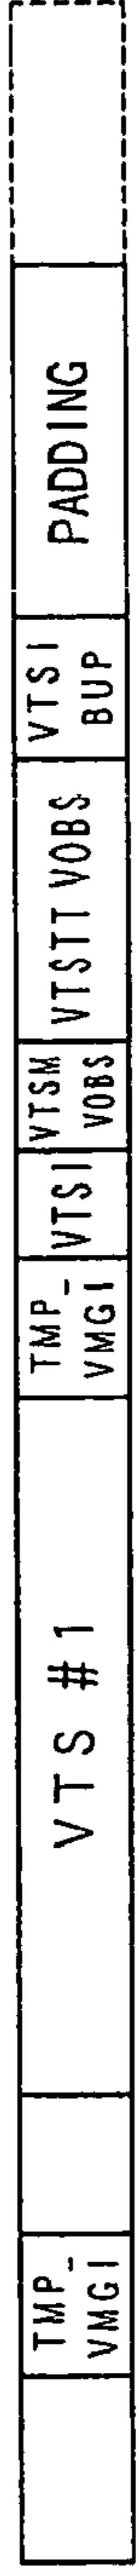 TMP_
VMGI
VTS #1
TMP_
VMGI
VTSI
VTSM
VOBS
VTSTT VOBS
VTSI
BUP
PADDING